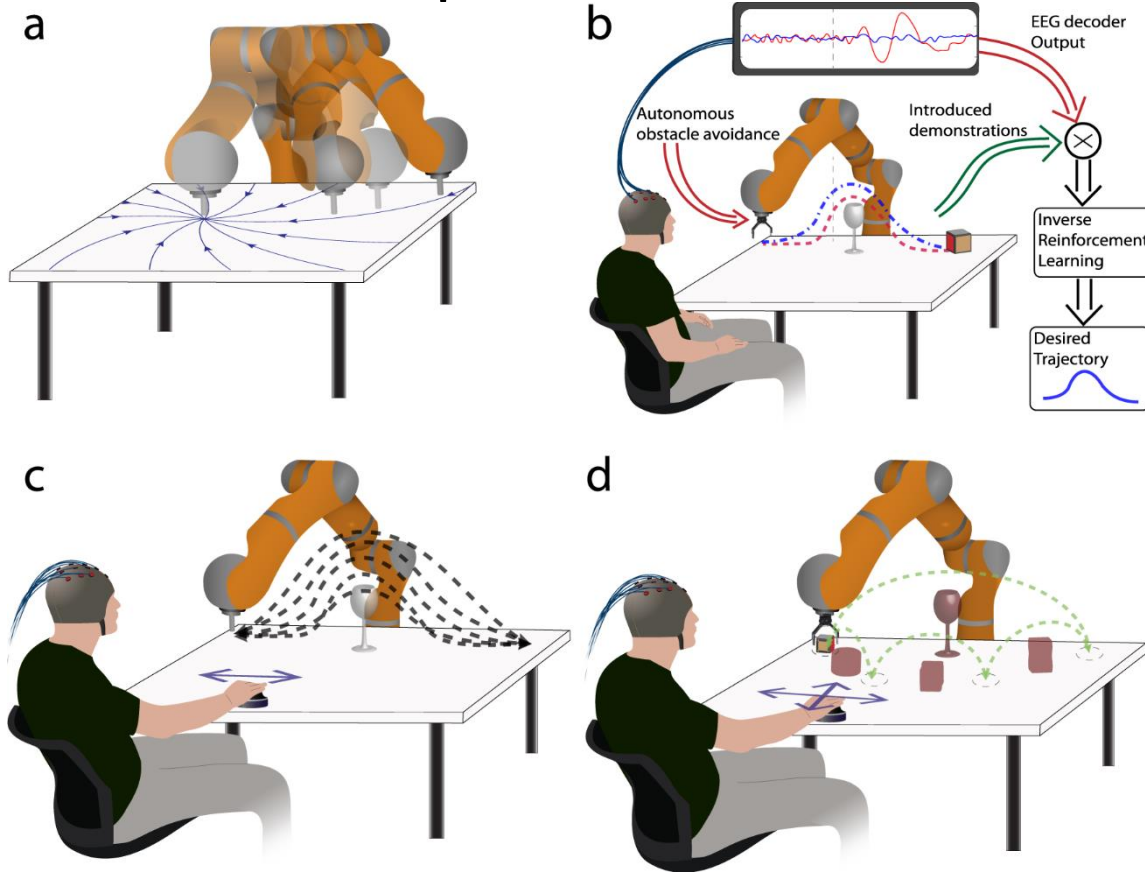 a
b
EEG decoder
Output
Autonomous
obstacle avoidance
Introduced
demonstrations
Inverse
Reinforcement
Learning
Desired
Trajectory
c
d